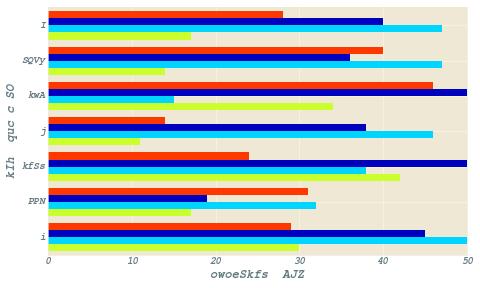 I
SQVy
kwA
j
kfSs
PPN
i
kIh quc c SO
0 10 20 30 40 50
owoeSkfs AJZ